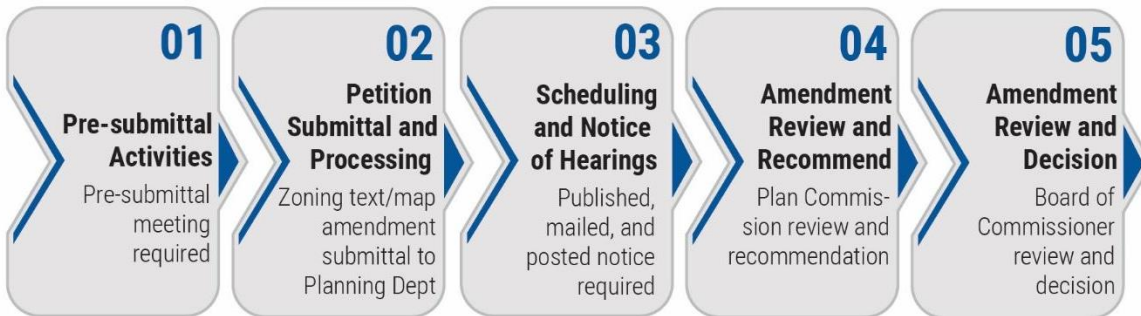 01
Pre-submittal
Activities
Pre-submittal
meeting
required
02
Petition
Submittal and
Processing
Zoning text/map
amendment
submittal to
Planning Dept
03
Scheduling
and Notice
of Hearings
Published,
mailed, and
posted notice
required
04
Amendment
Review and
Recommend
Plan Commis-
sion review and
recommendation
05
Amendment
Review and
Decision
Board of
Commissioner
review and
decision